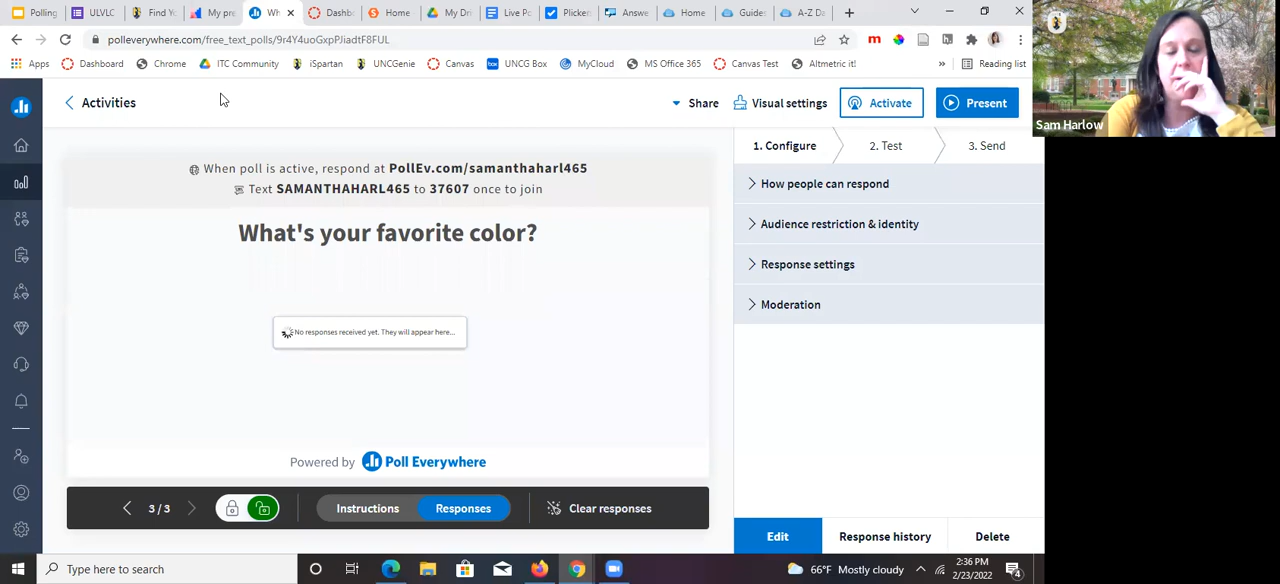 Polling
ULVLC
Find Yo
My pre
Wh
Dashb
Home
My Dri
Live Po
Plicker
Answe
Home
Guides
A-Z Da
polleverywhere.com/free_text_polls/9r4Y4uoGxpPJiadtF8FUL
Apps
Dashboard
Chrome
ITC Community
iSpartan
UNCGenie
Canvas
UNCG Box
MyCloud
MS Office 365
Canvas Test
Altmetric it!
»
Reading list
Activities
Share
Visual settings
Activate
Present
Sam Harlow
When poll is active, respond at PollEv.com/samanthaharl465
Text SAMANTHAHARL465 to 37607 once to join
What's your favorite color?
No responses received yet. They will appear here...
Powered by Poll Everywhere
3/3
Instructions
Responses
Clear responses
1. Configure
2. Test
3. Send
How people can respond
Audience restriction & identity
Response settings
Moderation
Edit
Response history
Delete
Type here to search
66°F Mostly cloudy
2:36 PM
2/23/2022
4